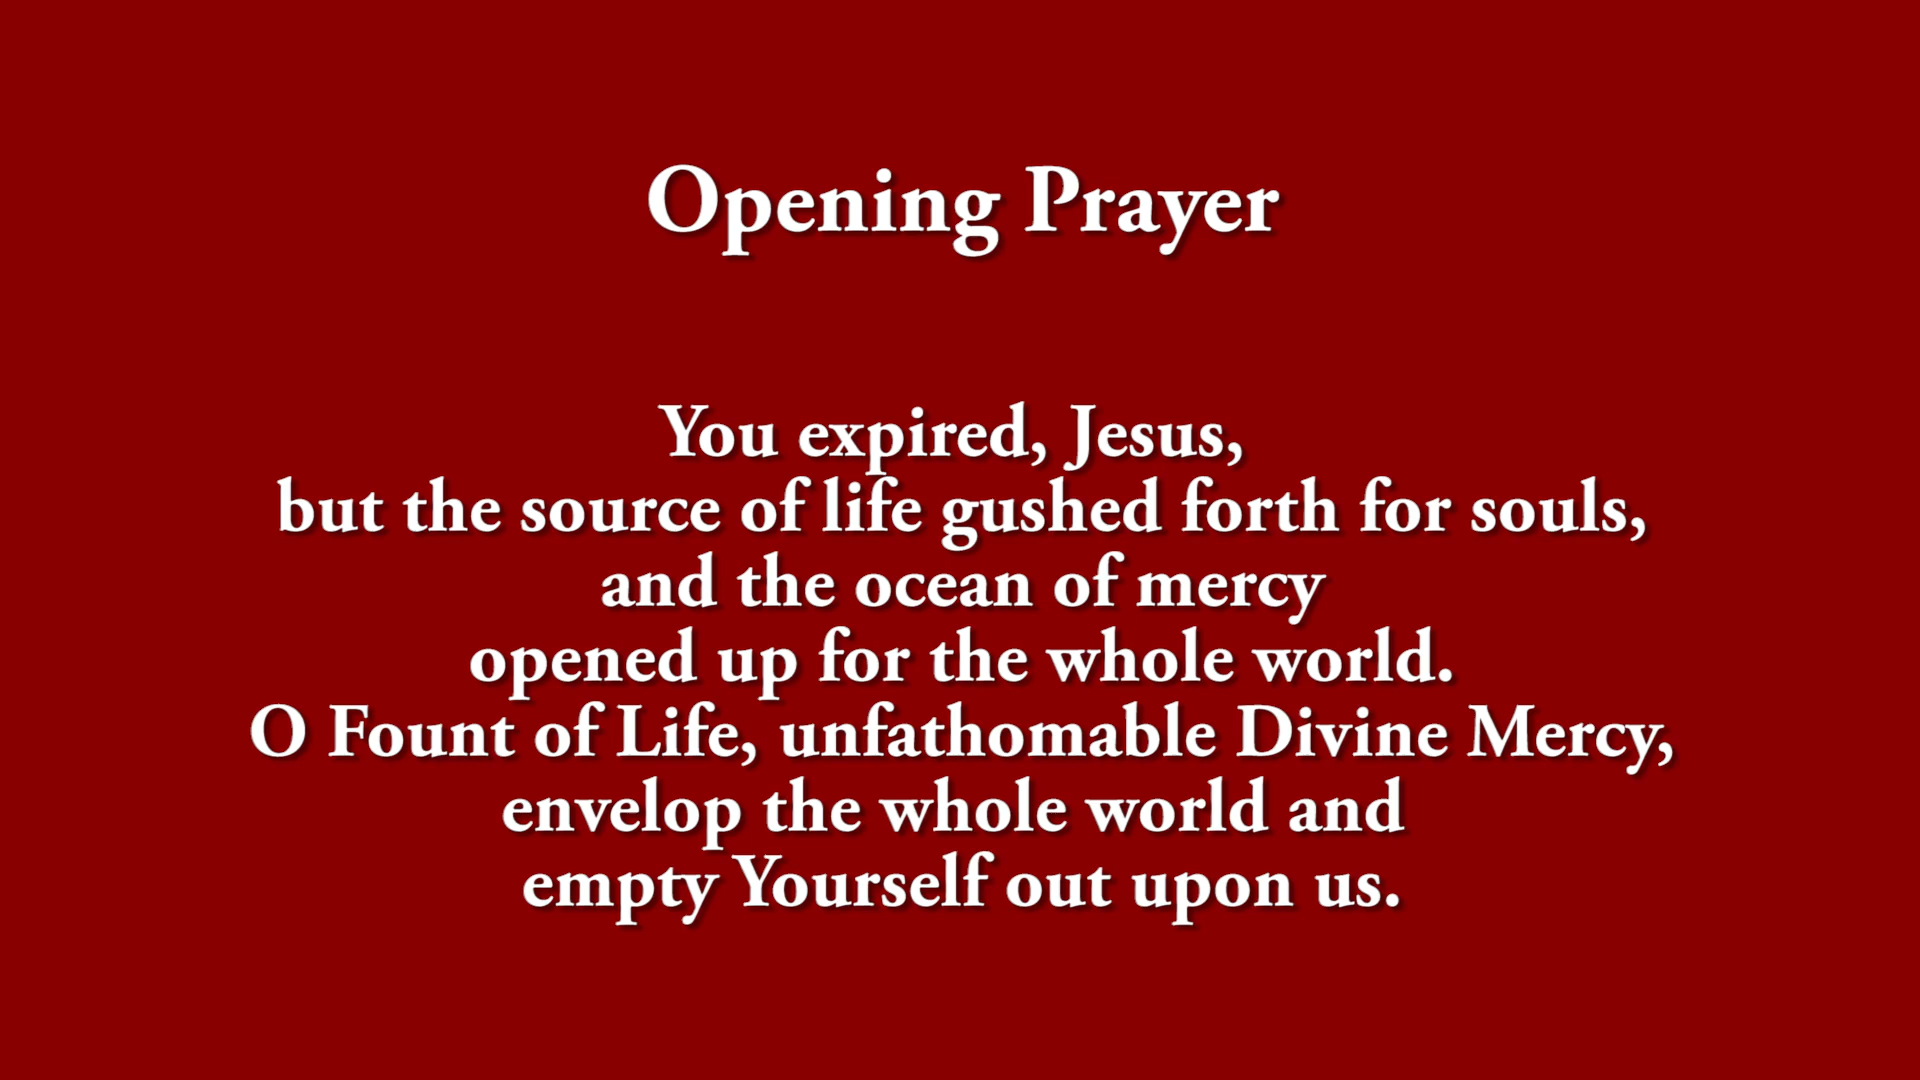 Opening Prayer
You expired, Jesus,
but the source of life gushed forth for souls,
and the ocean of mercy
opened up for the whole world.
O Fount of Life, unfathomable Divine Mercy,
envelop the whole world and
empty Yourself out upon us.